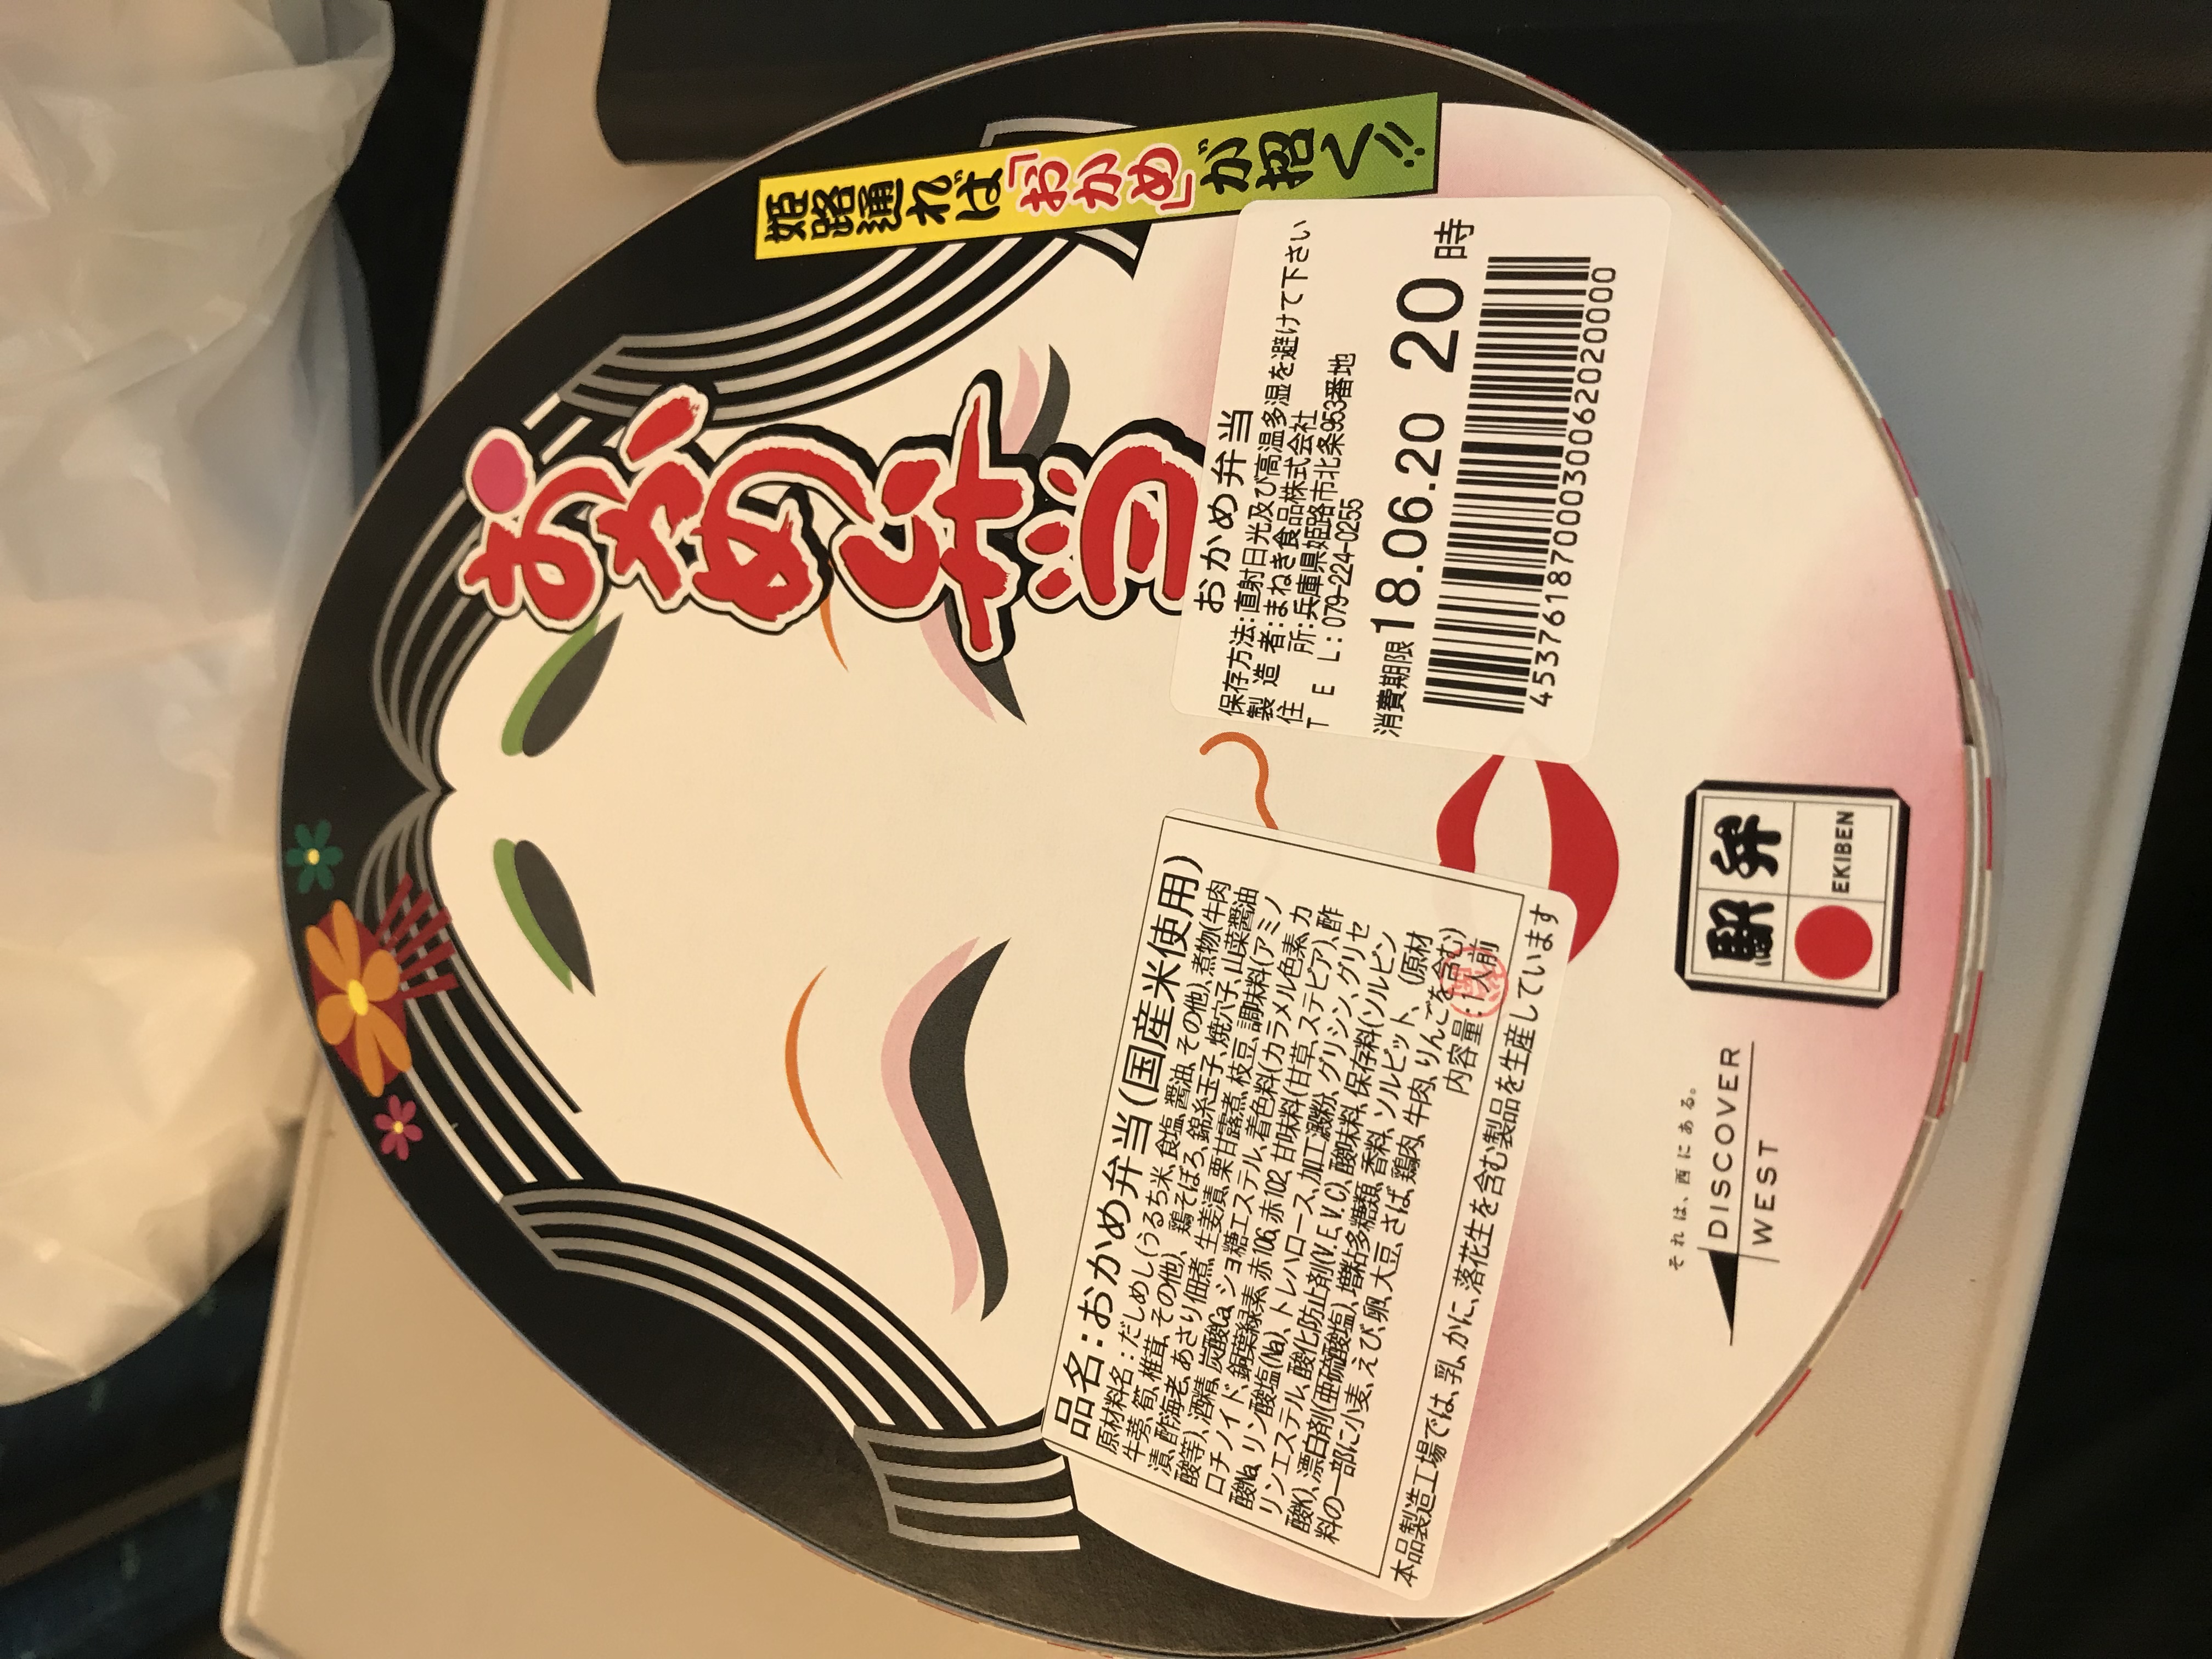 姫路通れば「おかめ」が招く!!
おかめ弁当
おかめ弁当
保存方法:直射日光及び高温多湿を避けて下さい
製造者:まねき食品株式会社
住所:兵庫県姫路市北条953番地
TEL:079-224-0255
消費期限18.06.20 20時
4537618700030062020000
品名:おかめ弁当(国産米使用)
原材料名:だしめし(うるち米、食塩、醤油、その他)、煮物(牛肉
牛蒡、筍、椎茸、その他)、鶏そぼろ、錦糸玉子、焼穴子、山菜醤油
漬、酢海老、あさり佃煮、生姜漬、栗甘露煮、枝豆、調味料(アミノ
酸等)、酒精、炭酸Ca、ショ糖エステル、着色料(カラメル色素、カ
ロチノイド、銅葉緑素、赤106、赤102、甘味料(甘草、ステビア)、酢
酸Na、リン酸塩(Na)、トレハロース、加工澱粉、グリシン、グリセ
リンエステル、酸化防止剤(V.E,V.C)、酸味料、保存料(ソルビン
酸K)、漂白剤(亜硫酸塩)、増粘多糖類、香料、ソルビット、(原材
料の一部に小麦、えび、卵、大豆、さば、鶏肉、牛肉、りんごを含む)
内容量:1人前
本品製造工場では、乳、かに、落花生を含む製品を生産しています
駅弁
EKIBEN
それは、西にある。
DISCOVER
WEST